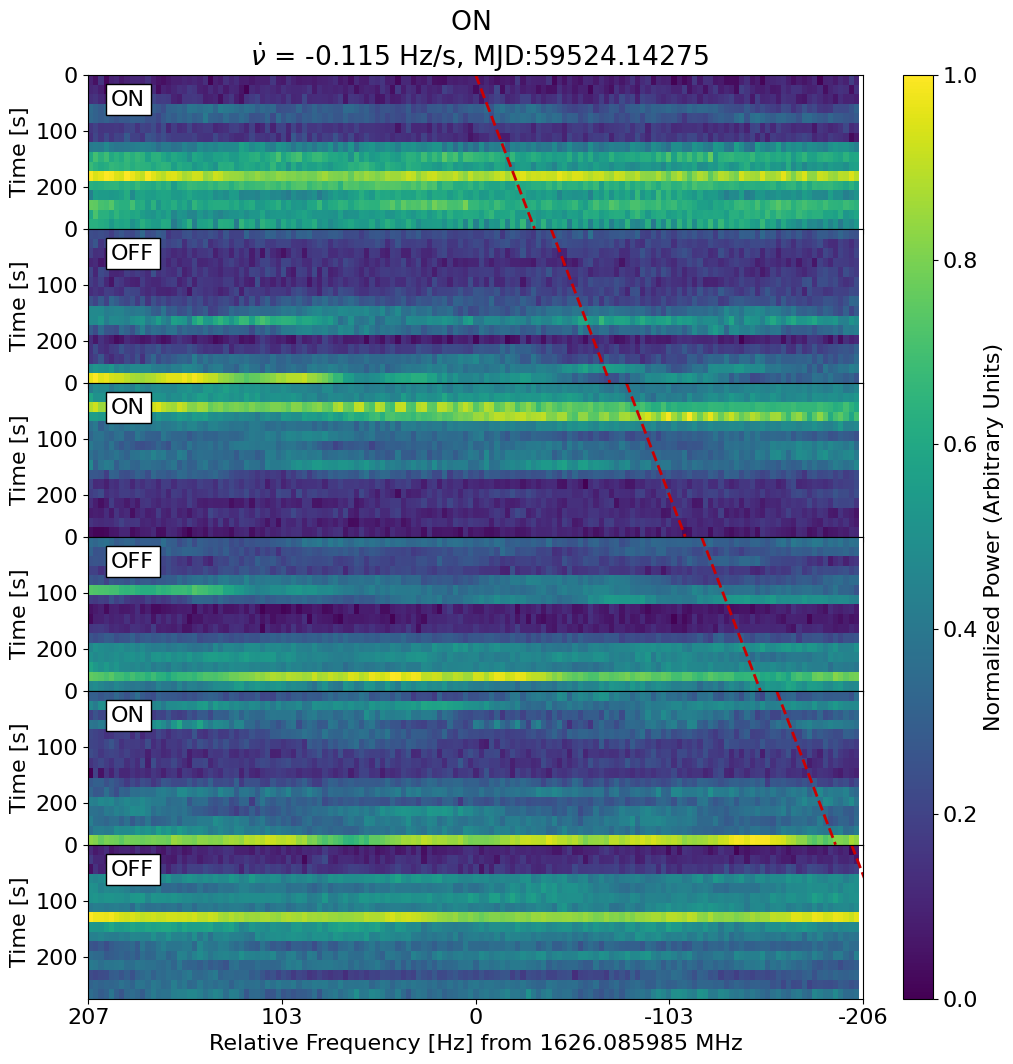 ON
ν̇ = -0.115 Hz/s, MJD:59524.14275
Time [s]
0
100
200
ON
Time [s]
0
100
200
OFF
Time [s]
0
100
200
ON
Time [s]
0
100
200
OFF
Time [s]
0
100
200
ON
Time [s]
0
100
200
OFF
207
103
0
-103
-206
Relative Frequency [Hz] from 1626.085985 MHz
1.0
0.8
0.6
0.4
0.2
0.0
Normalized Power (Arbitrary Units)